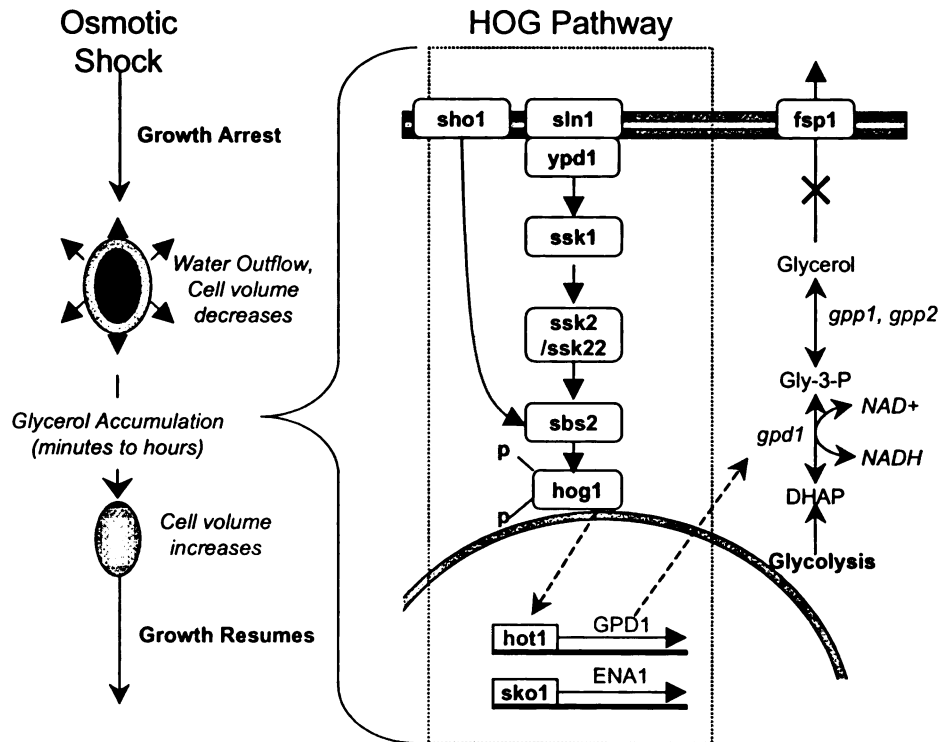 Osmotic
Shock
Growth Arrest
Water Outflow,
Cell volume
decreases
Glycerol Accumulation
(minutes to hours)
Cell volume
increases
Growth Resumes
HOG Pathway
sho1
sln1
ypd1
ssk1
ssk2
/ssk22
sbs2
p
hog1
p
hot1
GPD1
sko1
ENA1
fsp1
Glycerol
gpp1, gpp2
Gly-3-P
NAD+
gpd1
NADH
DHAP
Glycolysis